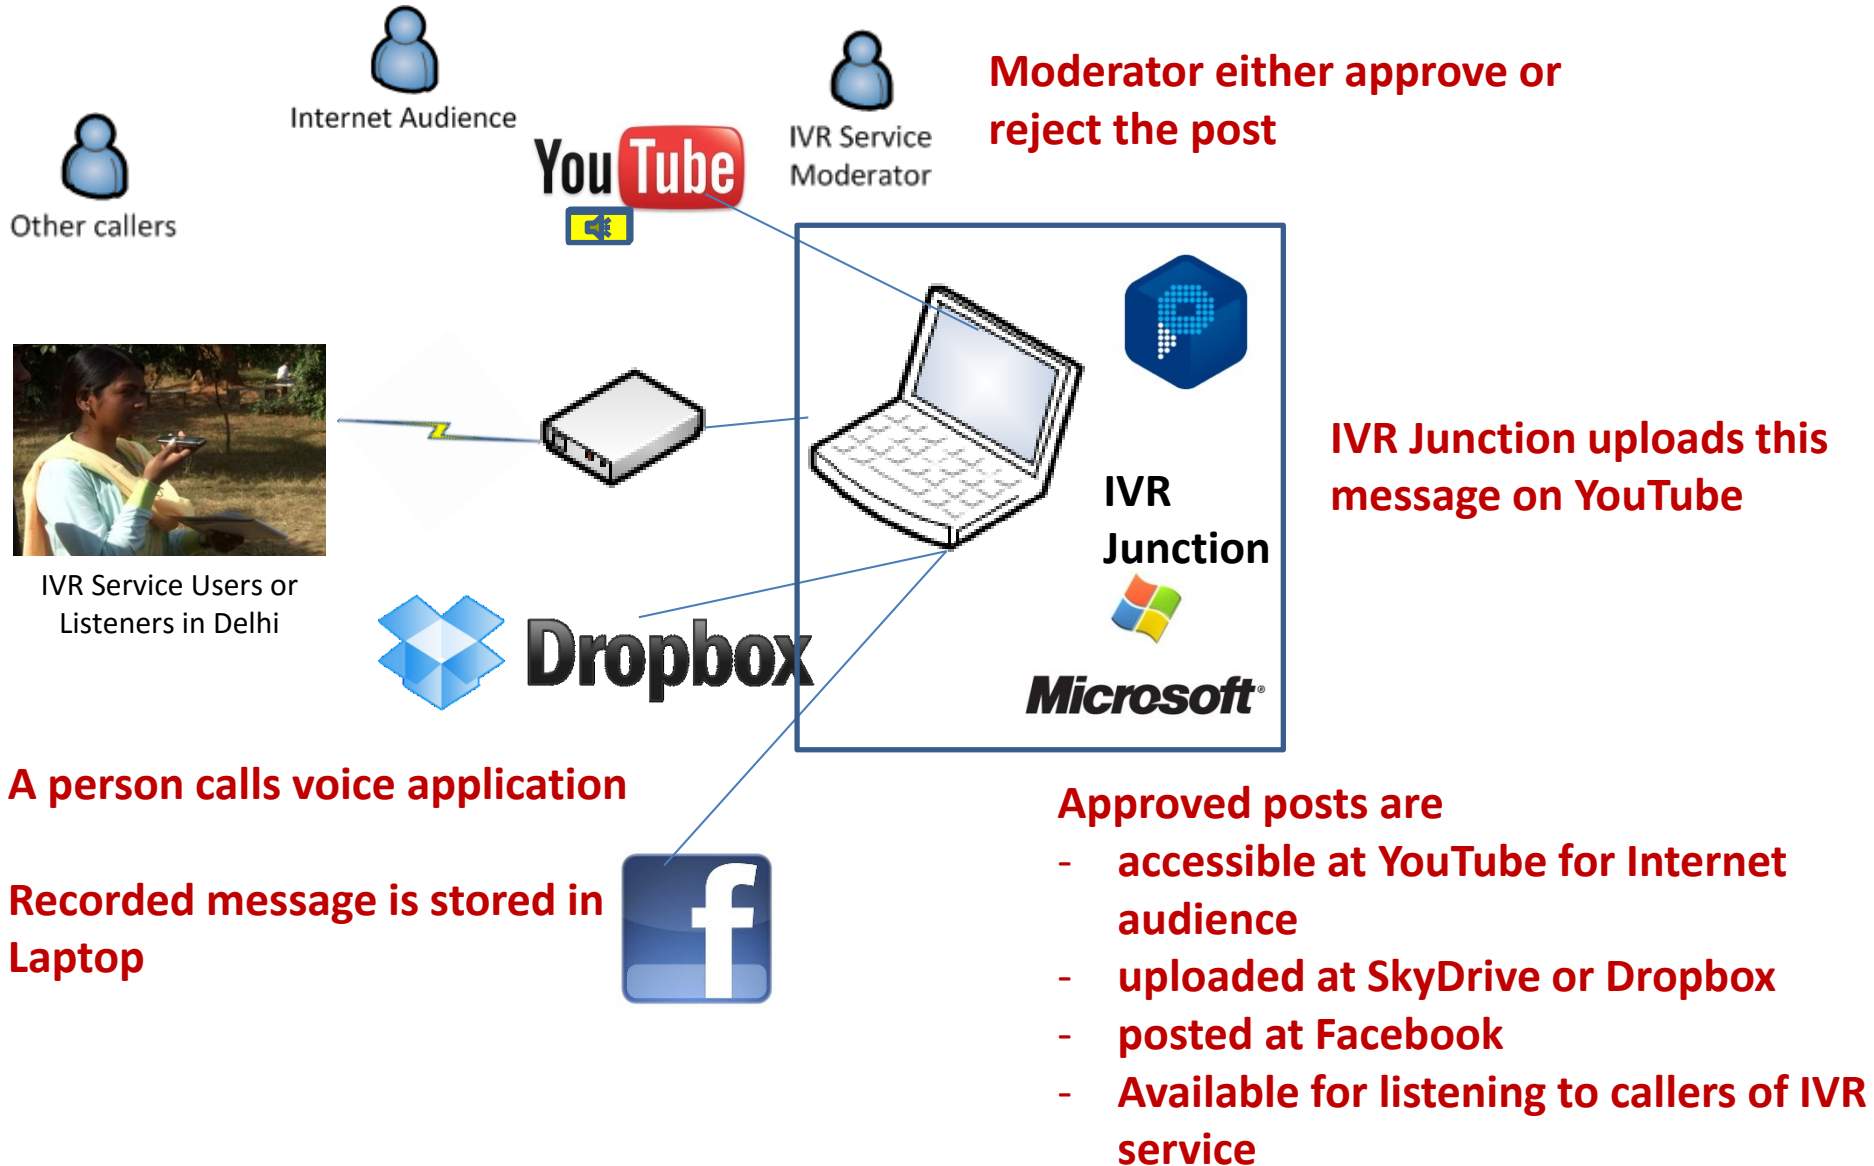 Internet Audience
Other callers
YouTube
IVR Service
Moderator
Moderator either approve or
reject the post
IVR
Junction
Microsoft®
IVR Junction uploads this
message on YouTube
IVR Service Users or
Listeners in Delhi
Dropbox
A person calls voice application
Recorded message is stored in
Laptop
f
Approved posts are
- accessible at YouTube for Internet
audience
- uploaded at SkyDrive or Dropbox
- posted at Facebook
- Available for listening to callers of IVR
service